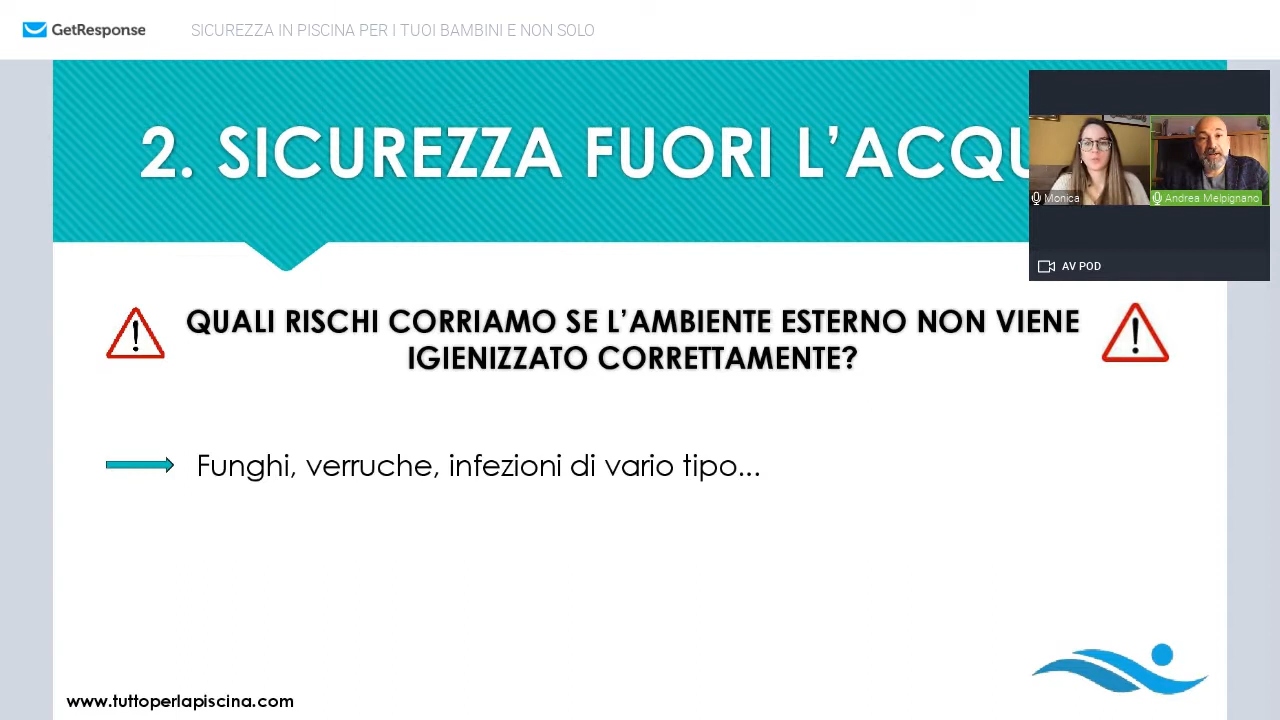 GetResponse
SICUREZZA IN PISCINA PER I TUOI BAMBINI E NON SOLO
2. SICUREZZA FUORI L’ACQU
Monica
Andrea Melpignano
AV POD
QUALI RISCHI CORRIAMO SE L’AMBIENTE ESTERNO NON VIENE
IGIENIZZATO CORRETTAMENTE?
Funghi, verruche, infezioni di vario tipo...
www.tuttoperlapiscina.com